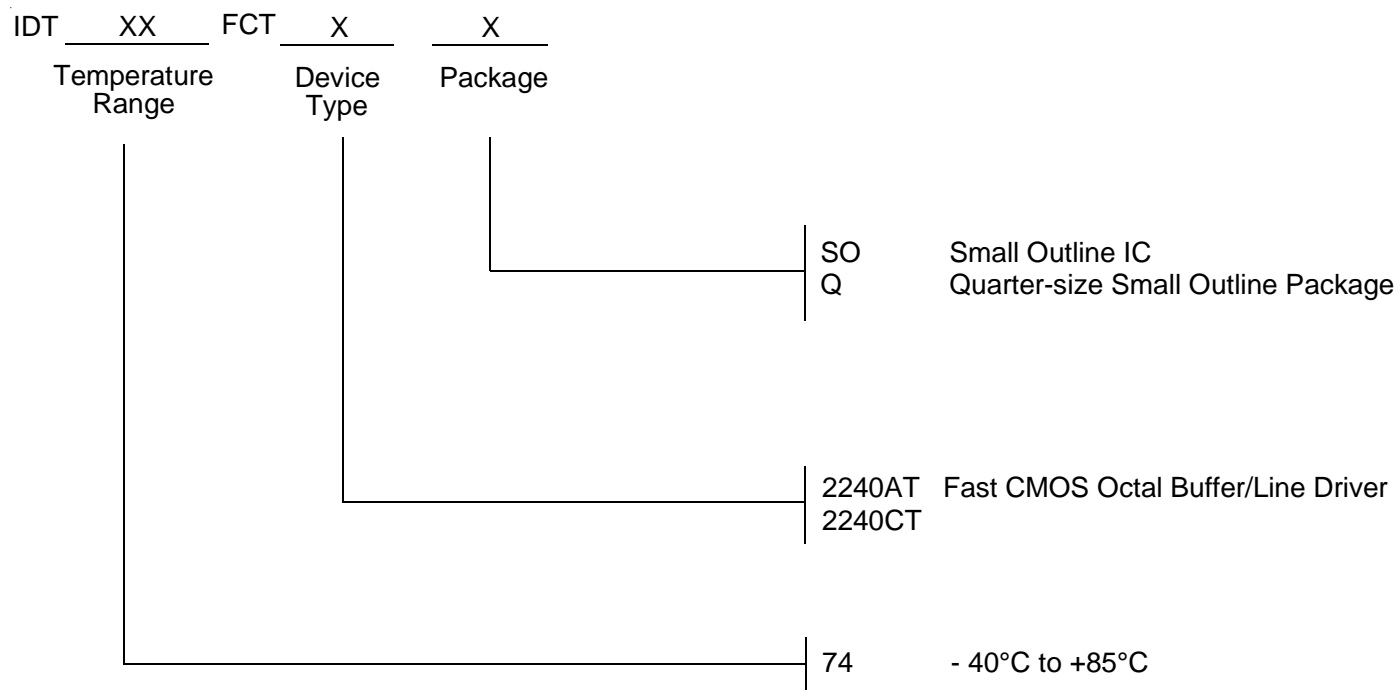 IDT XX FCT X X
Temperature Range
Device Type
Package
SO Small Outline IC
Q Quarter-size Small Outline Package
2240AT Fast CMOS Octal Buffer/Line Driver
2240CT
74 - 40°C to +85°C